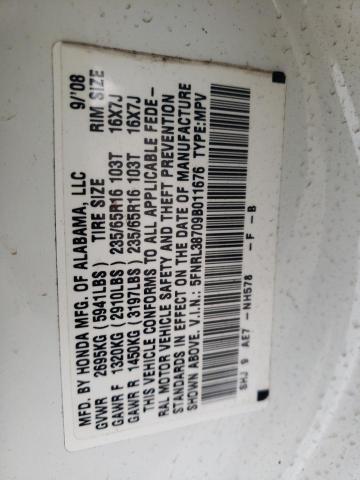 MFD. BY HONDA MFG. OF ALABAMA, LLC 9/'08
GVWR 2695KG (5941LBS) TIRE SIZE RIM SIZE
GAWR F 1320KG (2910LBS) 235/65R16 103T 16X7J
GAWR R 1450KG (3197LBS) 235/65R16 103T 16X7J
THIS VEHICLE CONFORMS TO ALL APPLICABLE FEDE-
RAL MOTOR VEHICLE SAFETY AND THEFT PREVENTION
STANDARDS IN EFFECT ON THE DATE OF MANUFACTURE
SHOWN ABOVE. V.I.N.: 5FNRL38709B011676 TYPE:MPV
SHJ 9 AE7 -NH578 -F -B